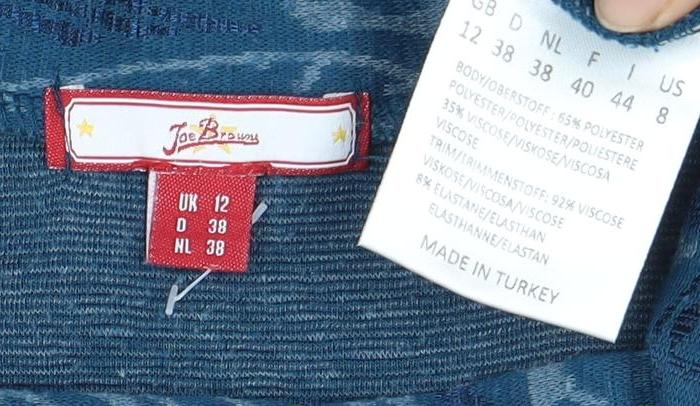 Joe Browns
UK 12
D 38
NL 38
GB D NL F I US
12 38 38 40 44 8
BODY/OBERSTOFF: 63% POLYESTER
POLYESTER/POLYESTER/POLIESTERE
35% VISCOSE/VISKOSE/VISCOSA
VISCOSE
TRIM/TRIMMENSTOFF: 92% VISCOSE
VISKOSE/VISCOSA/VISCOSE
8% ELASTANE/ELASTHAN
ELASTHANNE/ELASTAN
MADE IN TURKEY